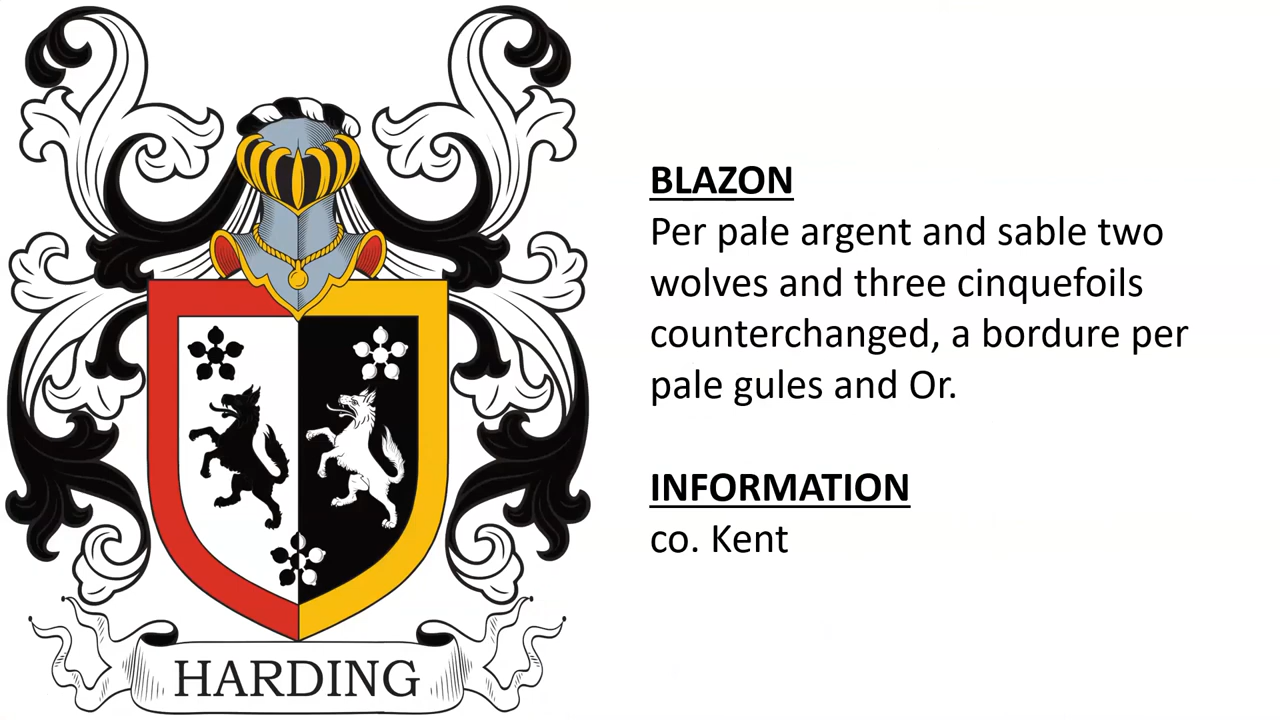 BLAZON
Per pale argent and sable two
wolves and three cinquefoils
counterchanged, a bordure per
pale gules and Or.
INFORMATION
co. Kent
HARDING